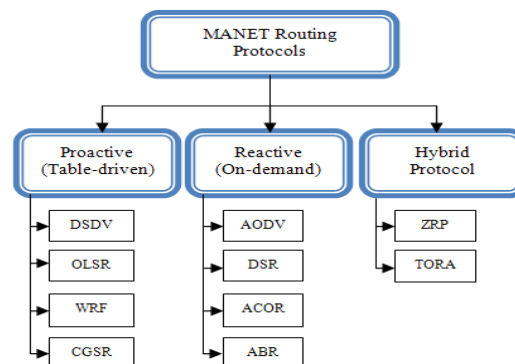 MANET Routing
Protocols
Proactive
(Table-driven)
Reactive
(On-demand)
Hybrid
Protocol
DSDV
OLSR
WRF
CGSR
AODV
DSR
ACOR
ABR
ZRP
TORA